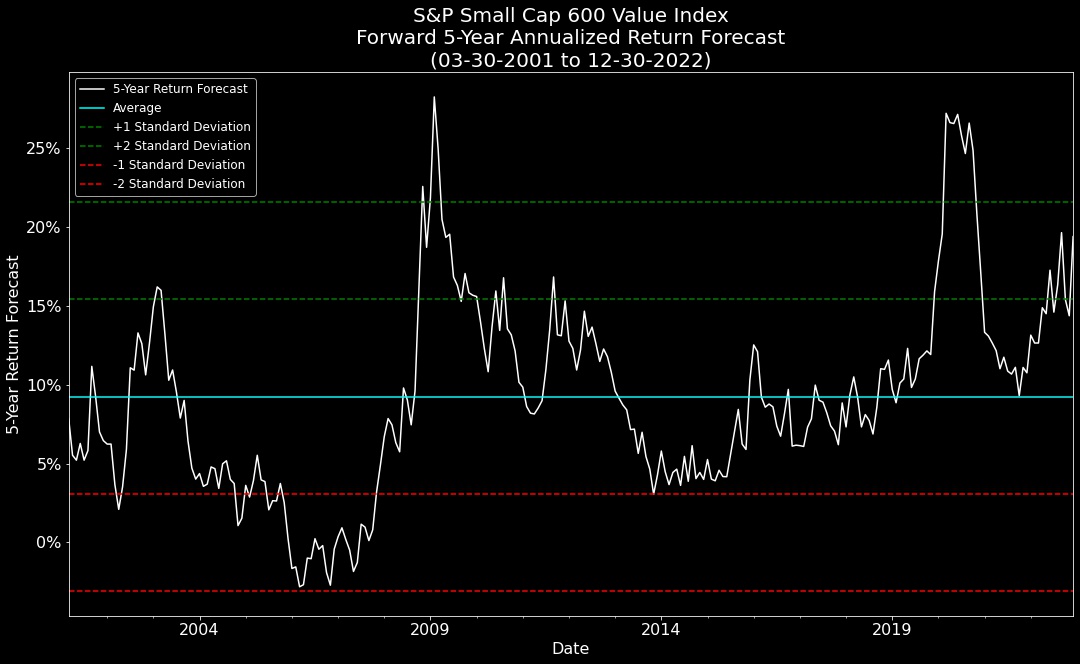 S&P Small Cap 600 Value Index
Forward 5-Year Annualized Return Forecast
(03-30-2001 to 12-30-2022)
5-Year Return Forecast
Average
+1 Standard Deviation
+2 Standard Deviation
-1 Standard Deviation
-2 Standard Deviation
25%
20%
15%
10%
5%
0%
5-Year Return Forecast
2004
2009
2014
2019
Date